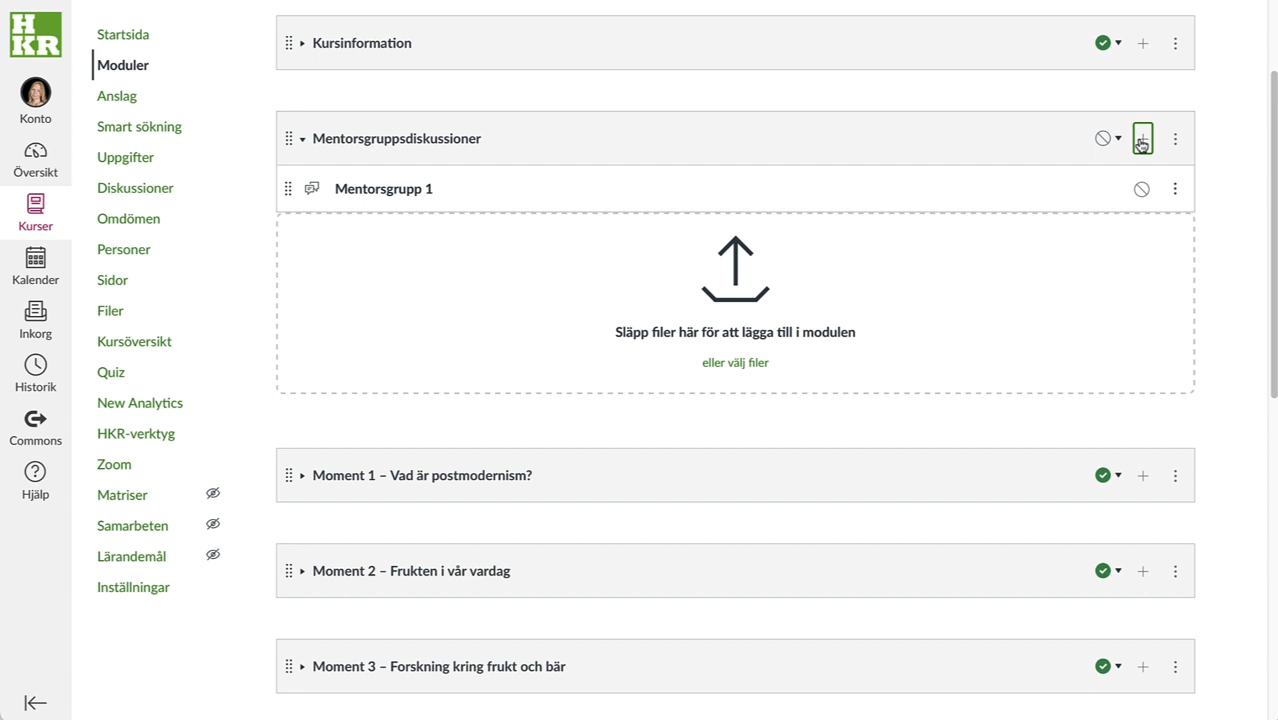 H
KR
Konto
Översikt
Kurser
Kalender
Inkorg
Historik
Commons
Hjälp
Startsida
Moduler
Anslag
Smart sökning
Uppgifter
Diskussioner
Omdömen
Personer
Sidor
Filer
Kursöversikt
Quiz
New Analytics
HKR-verktyg
Zoom
Matriser
Samarbeten
Lärandemål
Inställningar
Kursinformation
Mentorsgruppsdiskussioner
Mentorsgrupp 1
Släpp filer här för att lägga till i modulen
eller välj filer
Moment 1 – Vad är postmodernism?
Moment 2 – Frukten i vår vardag
Moment 3 – Forskning kring frukt och bär